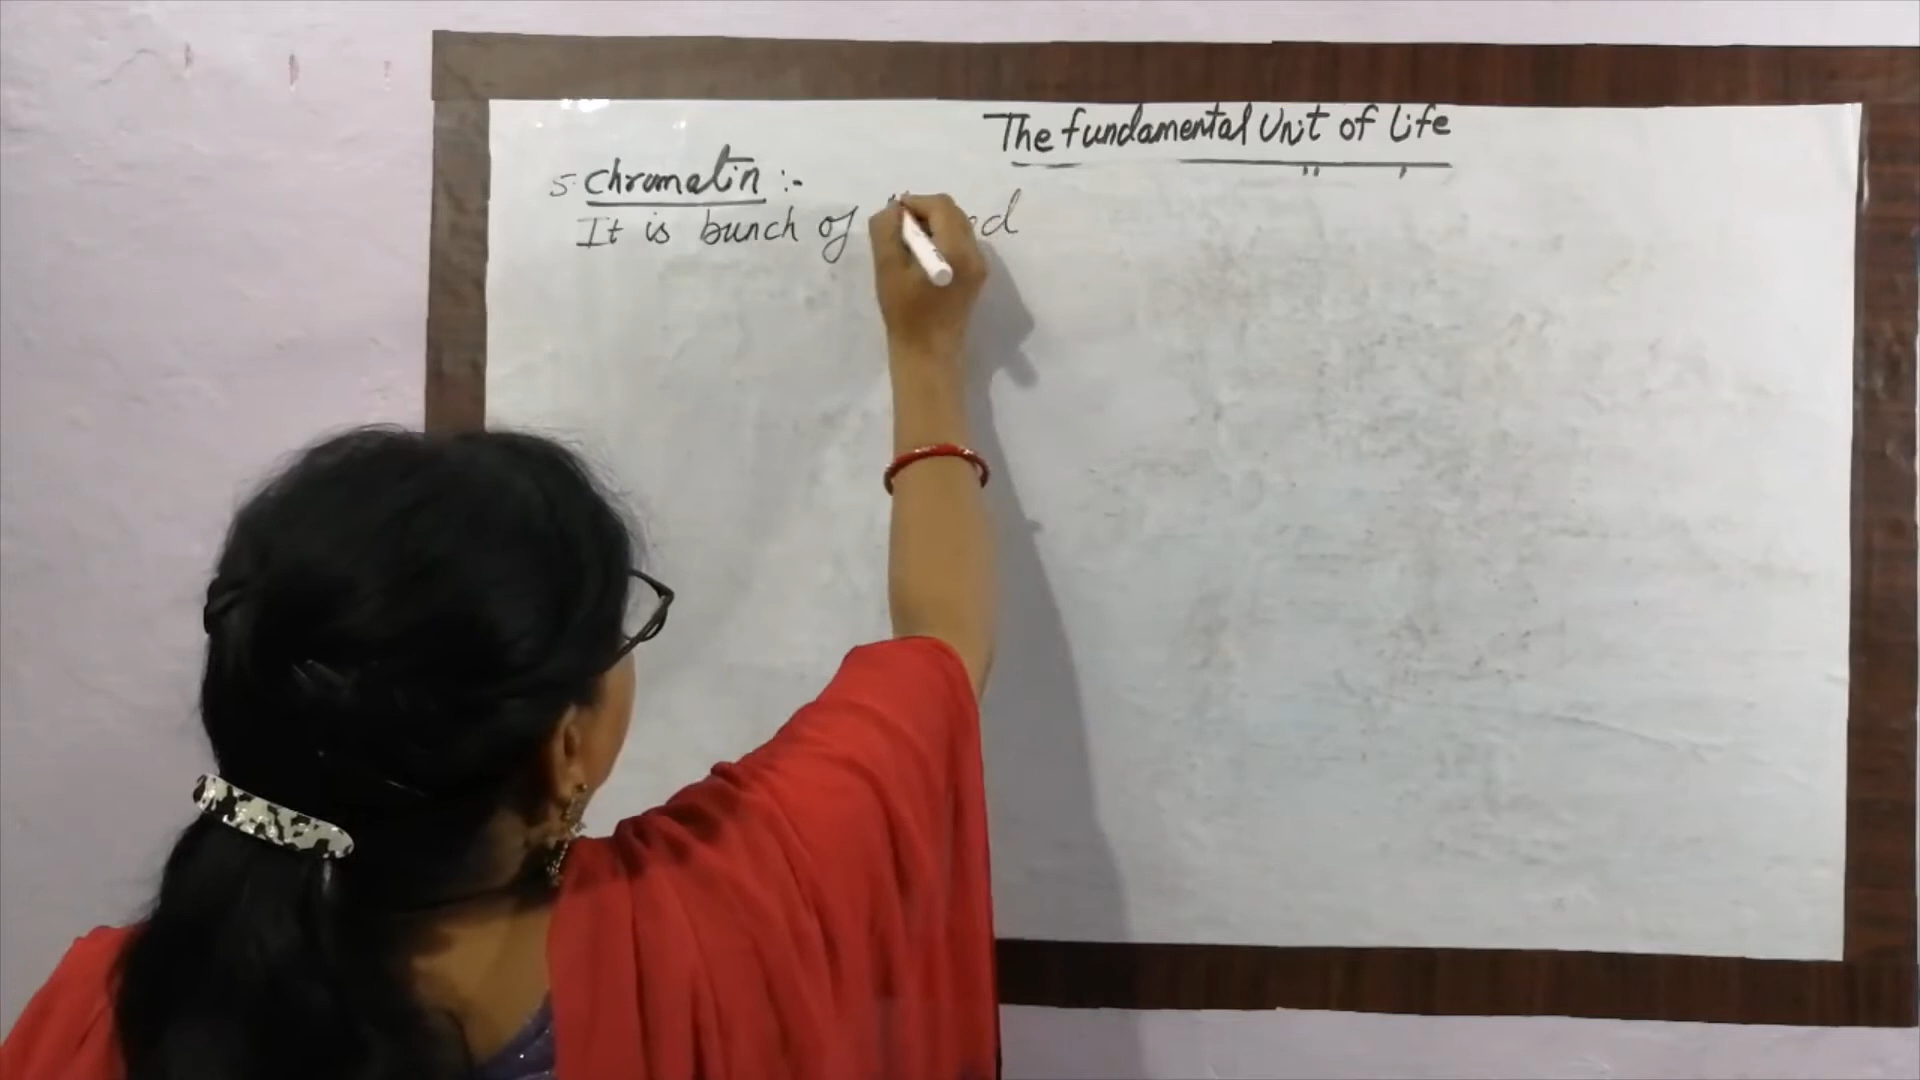 The fundamental Unit of Life
5. Chromatin :-
It is bunch of